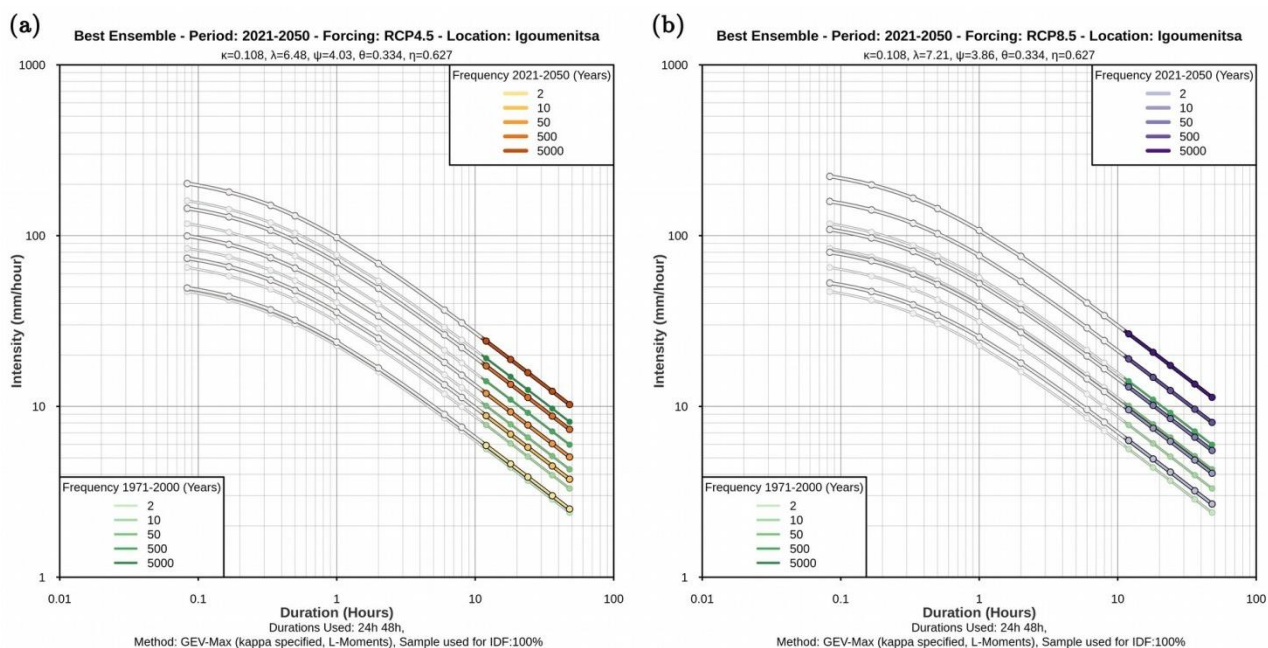 (a)
Best Ensemble - Period: 2021-2050 - Forcing: RCP4.5 - Location: Igoumenitsa
κ=0.108, λ=6.48, ψ=4.03, θ=0.334, η=0.627
Frequency 2021-2050 (Years)
2
10
50
500
5000
1000
100
10
1
Intensity (mm/hour)
Frequency 1971-2000 (Years)
2
10
50
500
5000
0.01
0.1
1
10
100
Duration (Hours)
Durations Used: 24h 48h,
Method: GEV-Max (kappa specified, L-Moments), Sample used for IDF:100%
(b)
Best Ensemble - Period: 2021-2050 - Forcing: RCP8.5 - Location: Igoumenitsa
κ=0.108, λ=7.21, ψ=3.86, θ=0.334, η=0.627
Frequency 2021-2050 (Years)
2
10
50
500
5000
1000
100
10
1
Intensity (mm/hour)
Frequency 1971-2000 (Years)
2
10
50
500
5000
0.01
0.1
1
10
100
Duration (Hours)
Durations Used: 24h 48h,
Method: GEV-Max (kappa specified, L-Moments), Sample used for IDF:100%